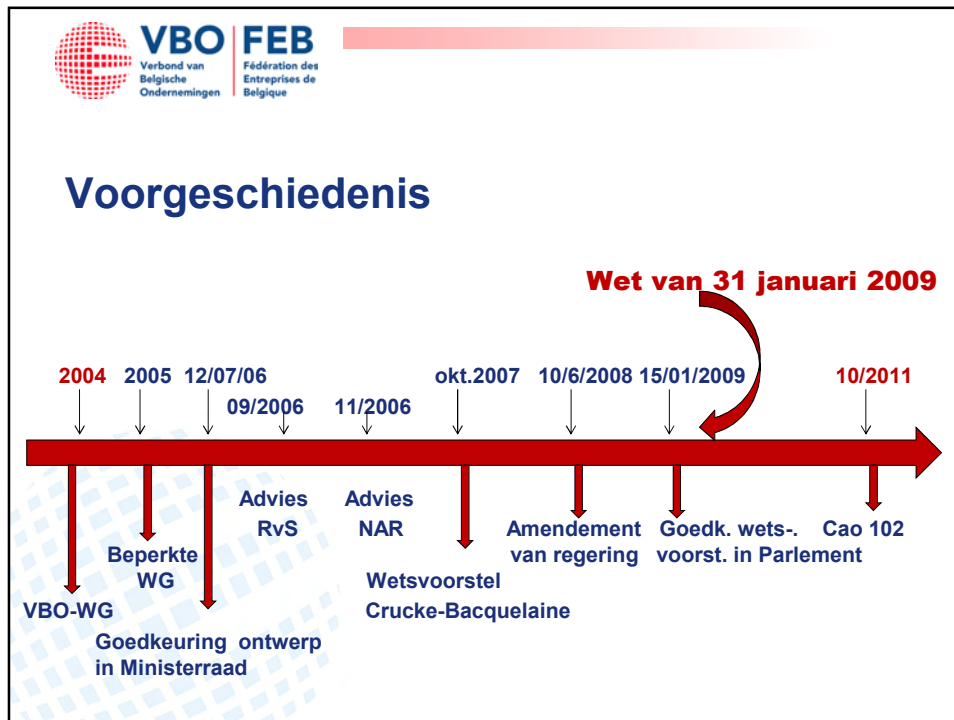 VBO FEB
Verbond van Fédération des
Belgische Entreprises de
Ondernemingen Belgique
Voorgeschiedenis
Wet van 31 januari 2009
2004 2005 12/07/06 okt.2007 10/6/2008 15/01/2009 10/2011
09/2006 11/2006
Advies Advies
RvS NAR
Amendement Goedk. wets-. Cao 102
Beperkte van regering voorst. in Parlement
WG
Wetsvoorstel
VBO-WG Crucke-Bacquelaine
Goedkeuring ontwerp
in Ministerraad